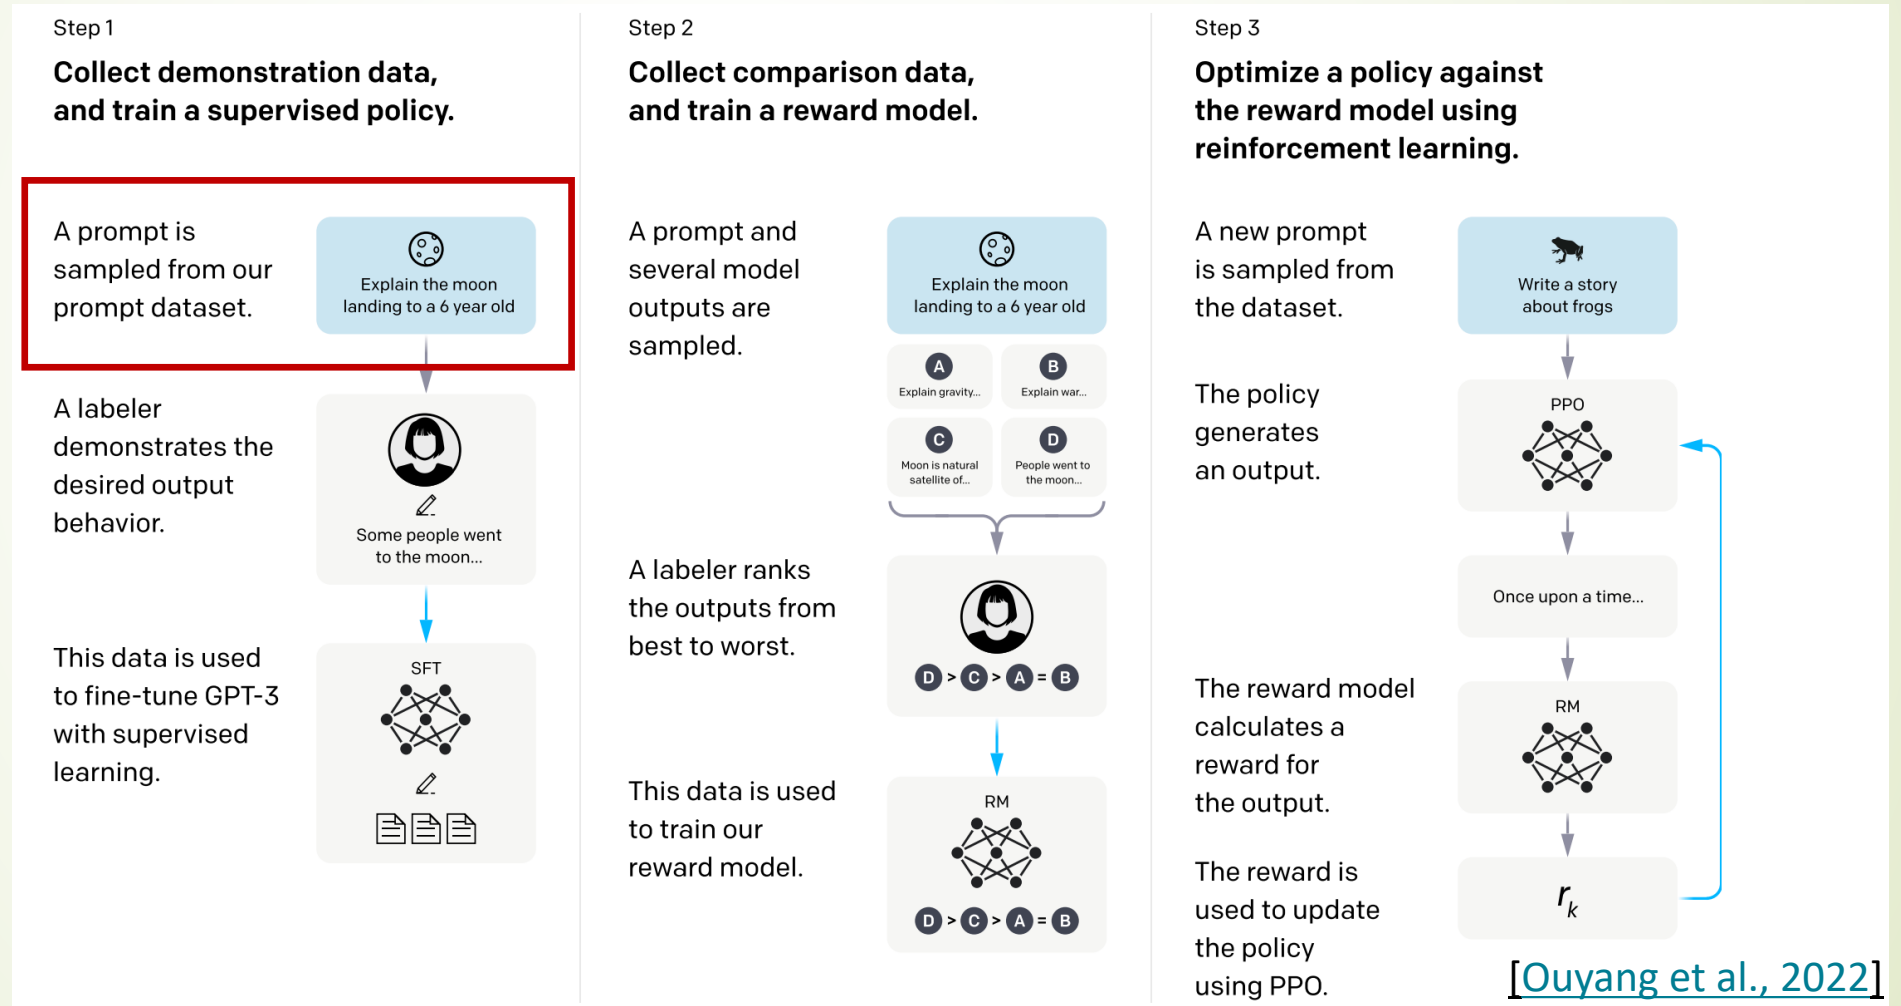 Step 1
Collect demonstration data,
and train a supervised policy.
A prompt is
sampled from our
prompt dataset.
Explain the moon
landing to a 6 year old
A labeler
demonstrates the
desired output
behavior.
Some people went
to the moon...
This data is used
to fine-tune GPT-3
with supervised
learning.
SFT
Step 2
Collect comparison data,
and train a reward model.
A prompt and
several model
outputs are
sampled.
Explain the moon
landing to a 6 year old
A
Explain gravity...
B
Explain war...
C
Moon is natural
satellite of...
D
People went to
the moon...
A labeler ranks
the outputs from
best to worst.
D > C > A = B
This data is used
to train our
reward model.
RM
D > C > A = B
Step 3
Optimize a policy against
the reward model using
reinforcement learning.
A new prompt
is sampled from
the dataset.
Write a story
about frogs
The policy
generates
an output.
PPO
Once upon a time...
The reward model
calculates a
reward for
the output.
RM
The reward is
used to update
the policy
using PPO.
rk
[Ouyang et al., 2022]